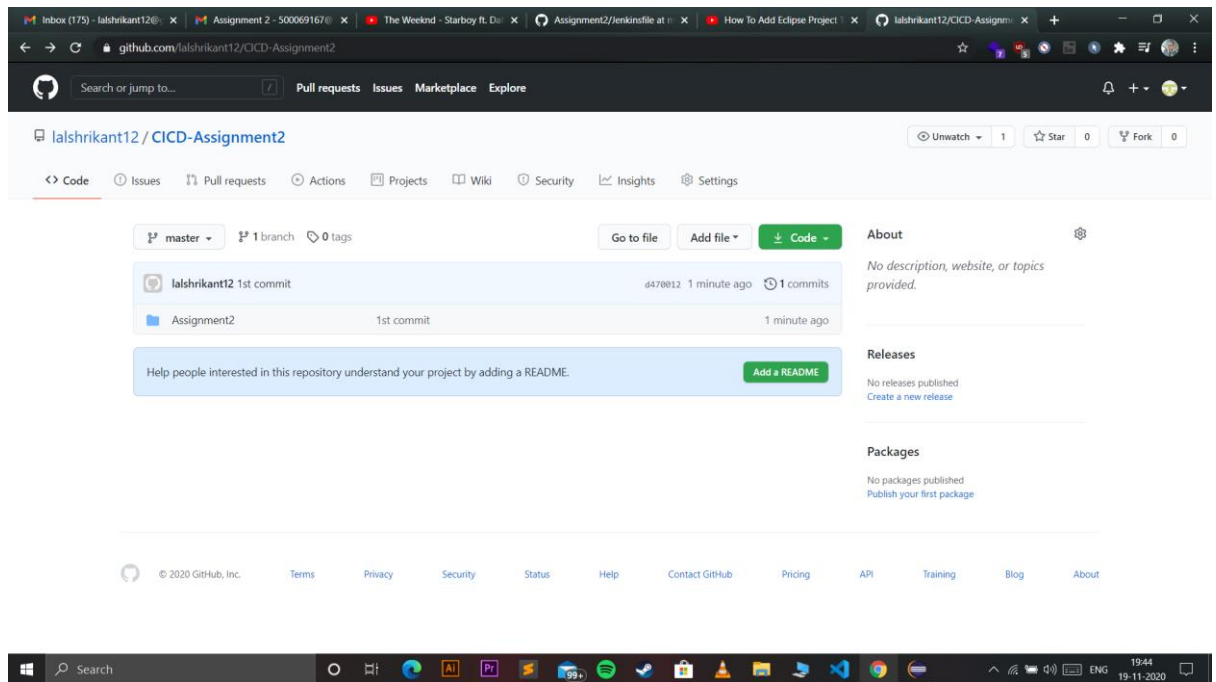 Inbox (175) - lalshrikant12@g
Assignment 2 - 500069167@
The Weeknd - Starboy ft. Daf
Assignment2/Jenkinsfile at m
How To Add Eclipse Project T
lalshrikant12/CICD-Assignme
github.com/lalshrikant12/CICD-Assignment2
7
5
Search or jump to...
/
Pull requests Issues Marketplace Explore
lalshrikant12 / CICD-Assignment2
Unwatch 1
Star 0
Fork 0
<> Code Issues Pull requests Actions Projects Wiki Security Insights Settings
master 1 branch 0 tags
Go to file Add file Code
lalshrikant12 1st commit d470012 1 minute ago 1 commits
Assignment2 1st commit 1 minute ago
Help people interested in this repository understand your project by adding a README. Add a README
About
No description, website, or topics
provided.
Releases
No releases published
Create a new release
Packages
No packages published
Publish your first package
© 2020 GitHub, Inc. Terms Privacy Security Status Help Contact GitHub Pricing API Training Blog About
Search
Ai Pr S 99+
ENG
19:44
19-11-2020